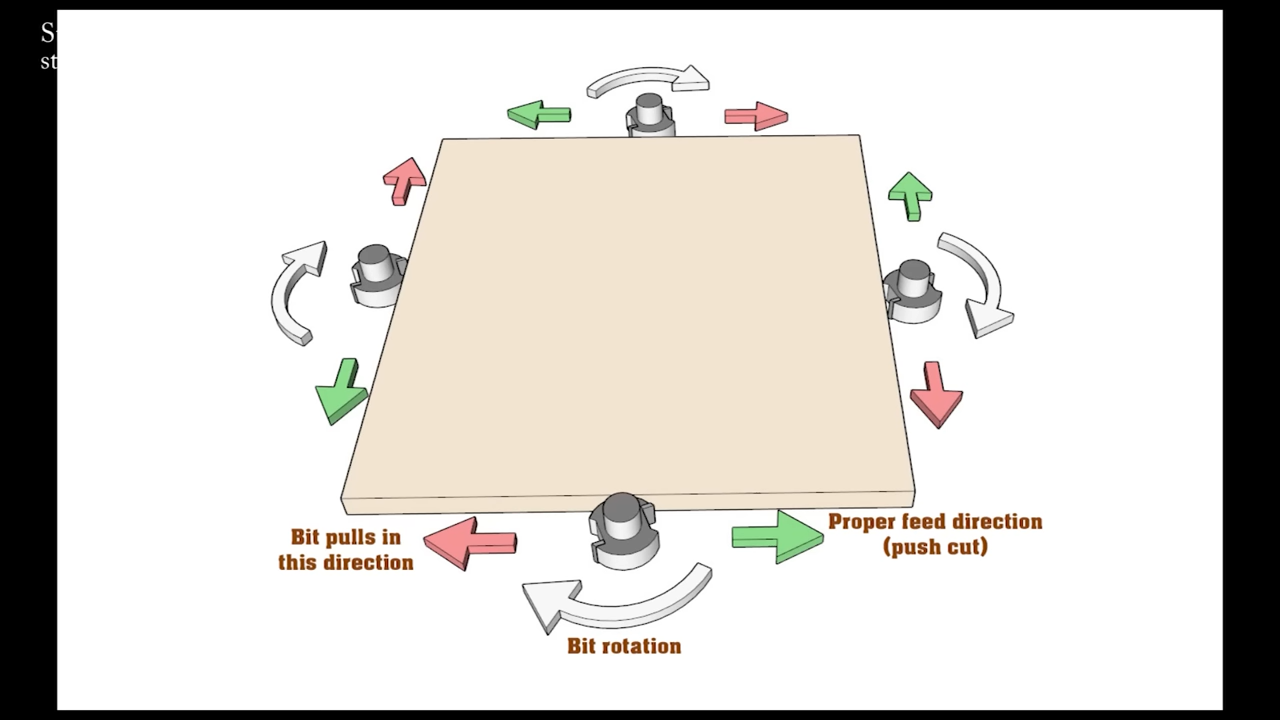 Bit pulls in
this direction
Proper feed direction
(push cut)
Bit rotation